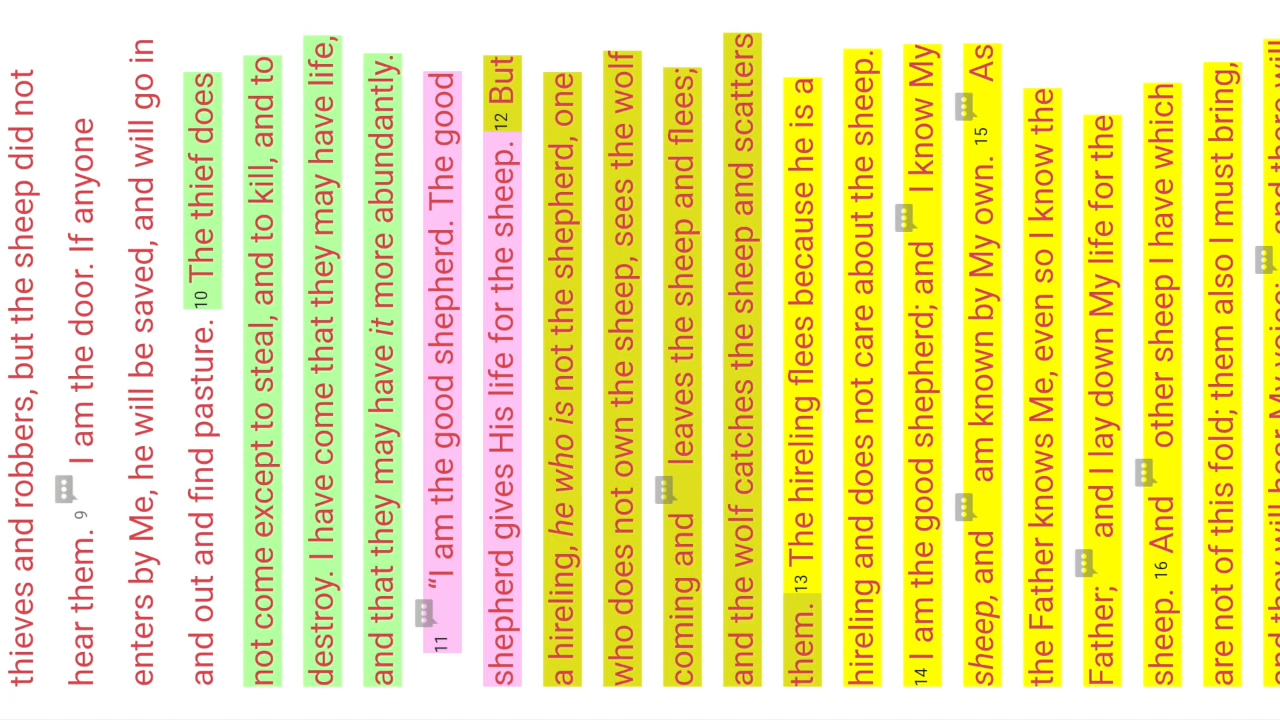 thieves and robbers, but the sheep did not
hear them. 9 I am the door. If anyone
enters by Me, he will be saved, and will go in
and out and find pasture. 10 The thief does
not come except to steal, and to kill, and to
destroy. I have come that they may have life,
and that they may have it more abundantly.
11 “I am the good shepherd. The good
shepherd gives His life for the sheep. 12 But
a hireling, he who is not the shepherd, one
who does not own the sheep, sees the wolf
coming and leaves the sheep and flees;
and the wolf catches the sheep and scatters
them. 13 The hireling flees because he is a
hireling and does not care about the sheep.
14 I am the good shepherd; and I know My
sheep, and am known by My own. 15 As
the Father knows Me, even so I know the
Father; and I lay down My life for the
sheep. 16 And other sheep I have which
are not of this fold; them also I must bring,